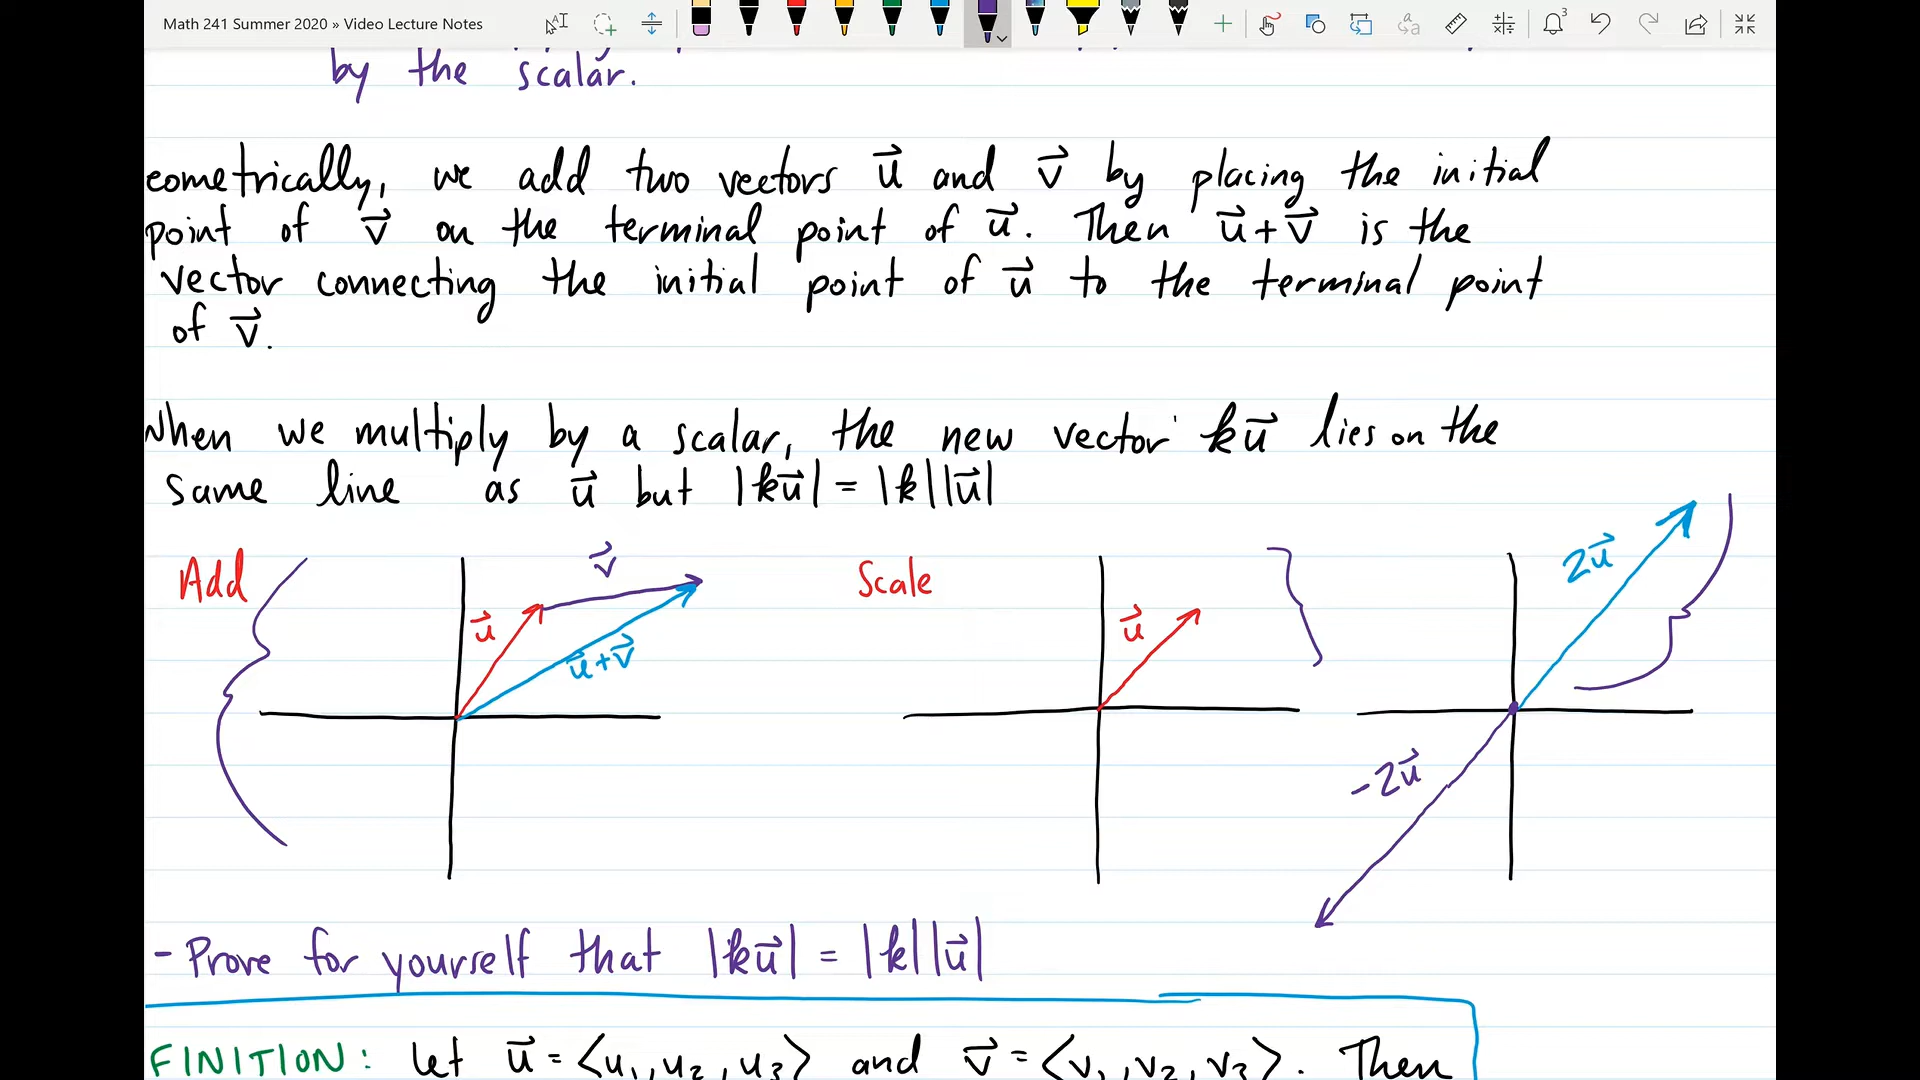 Math 241 Summer 2020 » Video Lecture Notes
3
by the scalar.
eometrically, we add two vectors u⃗ and v⃗ by placing the initial
point of v⃗ on the terminal point of u⃗. Then u⃗+v⃗ is the
vector connecting the initial point of u⃗ to the terminal point
of v⃗.
When we multiply by a scalar, the new vector ku⃗ lies on the
same line as u⃗ but |ku⃗| = |k||u⃗|
Add
v⃗
u⃗
u⃗+v⃗
Scale
u⃗
2u⃗
-2u⃗
- Prove for yourself that |ku⃗| = |k||u⃗|
FINITION: Let u⃗ = <u₁, u₂, u₃> and v⃗ = <v₁, v₂, v₃>. Then